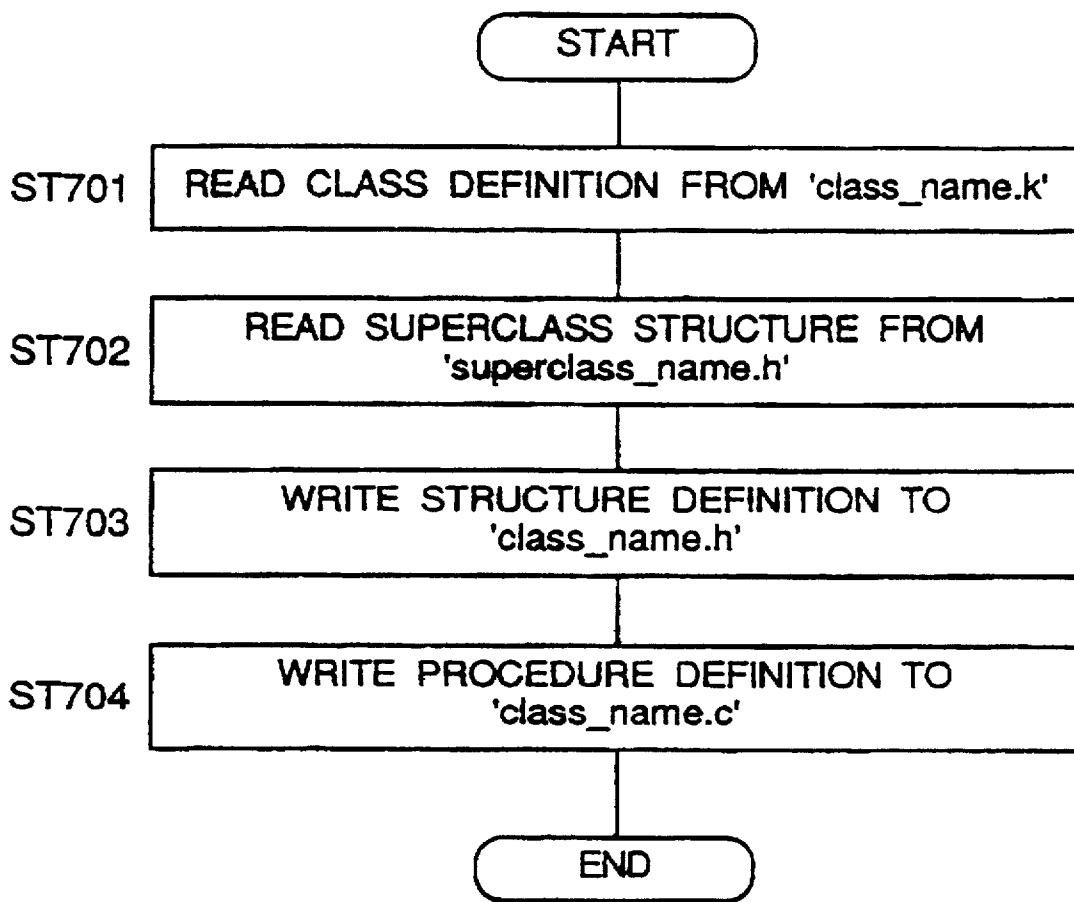 START
ST701
READ CLASS DEFINITION FROM 'class_name.k'
ST702
READ SUPERCLASS STRUCTURE FROM
'superclass_name.h'
ST703
WRITE STRUCTURE DEFINITION TO
'class_name.h'
ST704
WRITE PROCEDURE DEFINITION TO
'class_name.c'
END